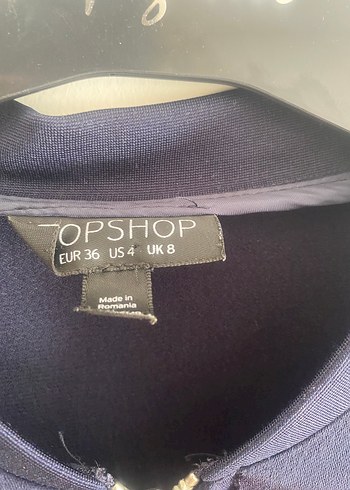 TOPSHOP
EUR 36 US 4 UK 8
Made in
Romania